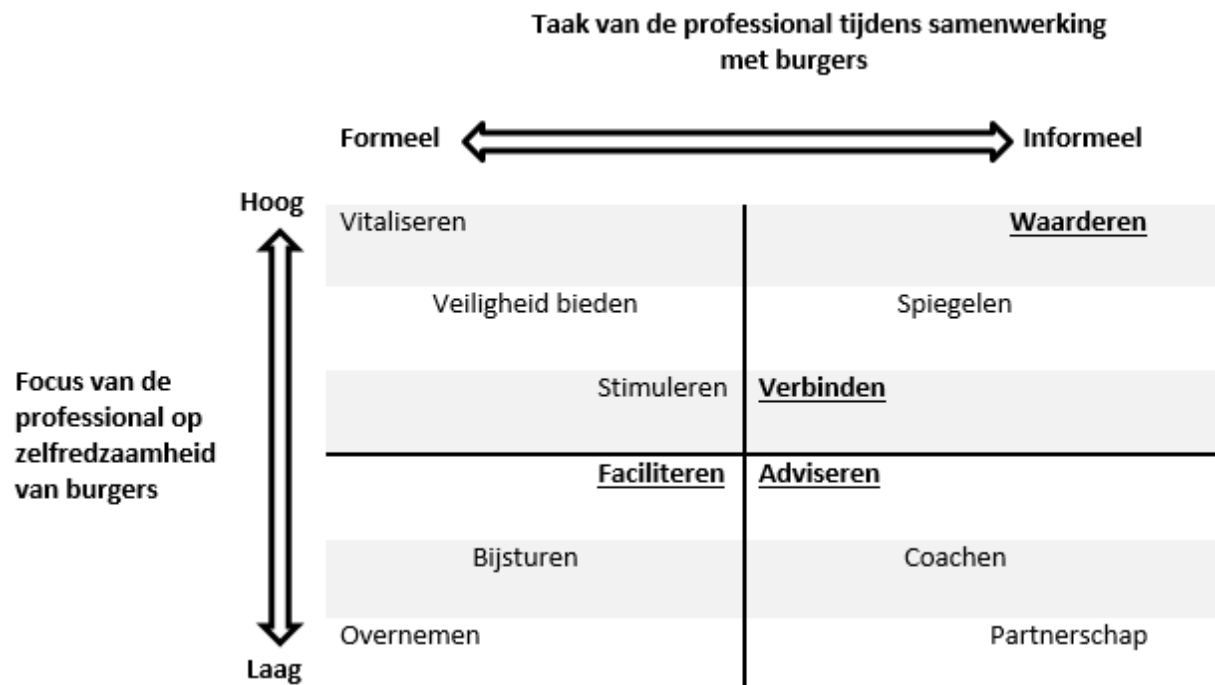 Taak van de professional tijdens samenwerking
met burgers
Formeel Informeel
Hoog
Vitaliseren Waarderen
Veiligheid bieden Spiegelen
Focus van de
professional op
zelfredzaamheid
van burgers
Stimuleren Verbinden
Faciliteren Adviseren
Bijsturen Coachen
Overnemen Partnerschap
Laag